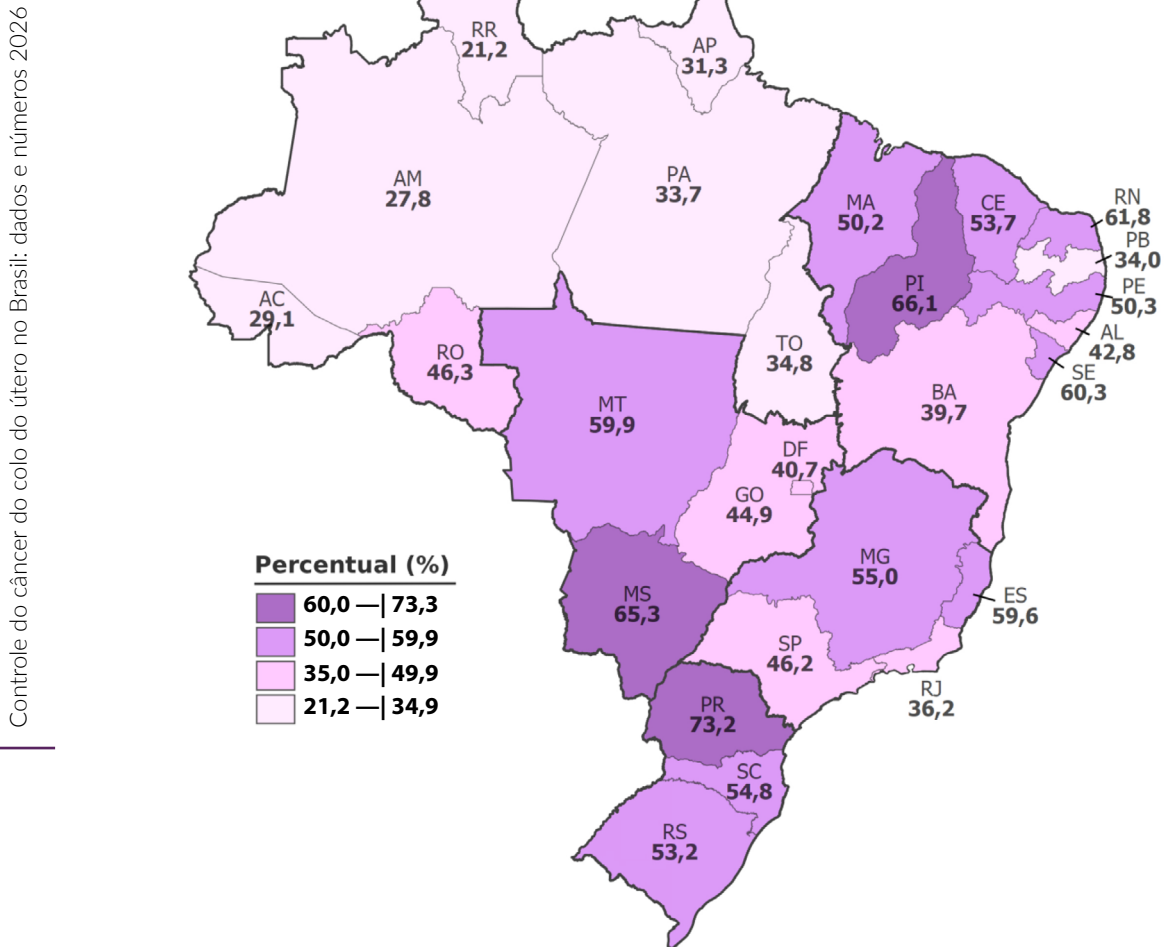 Controle do câncer do colo do útero no Brasil: dados e números 2026
RR
21,2
AP
31,3
AM
27,8
PA
33,7
MA
50,2
CE
53,7
RN
61,8
PB
34,0
PI
66,1
PE
50,3
AC
29,1
AL
42,8
RO
46,3
TO
34,8
SE
60,3
MT
59,9
BA
39,7
DF
40,7
GO
44,9
MG
55,0
MS
65,3
ES
59,6
SP
46,2
RJ
36,2
PR
73,2
SC
54,8
RS
53,2
Percentual (%)
60,0 —| 73,3
50,0 —| 59,9
35,0 —| 49,9
21,2 —| 34,9